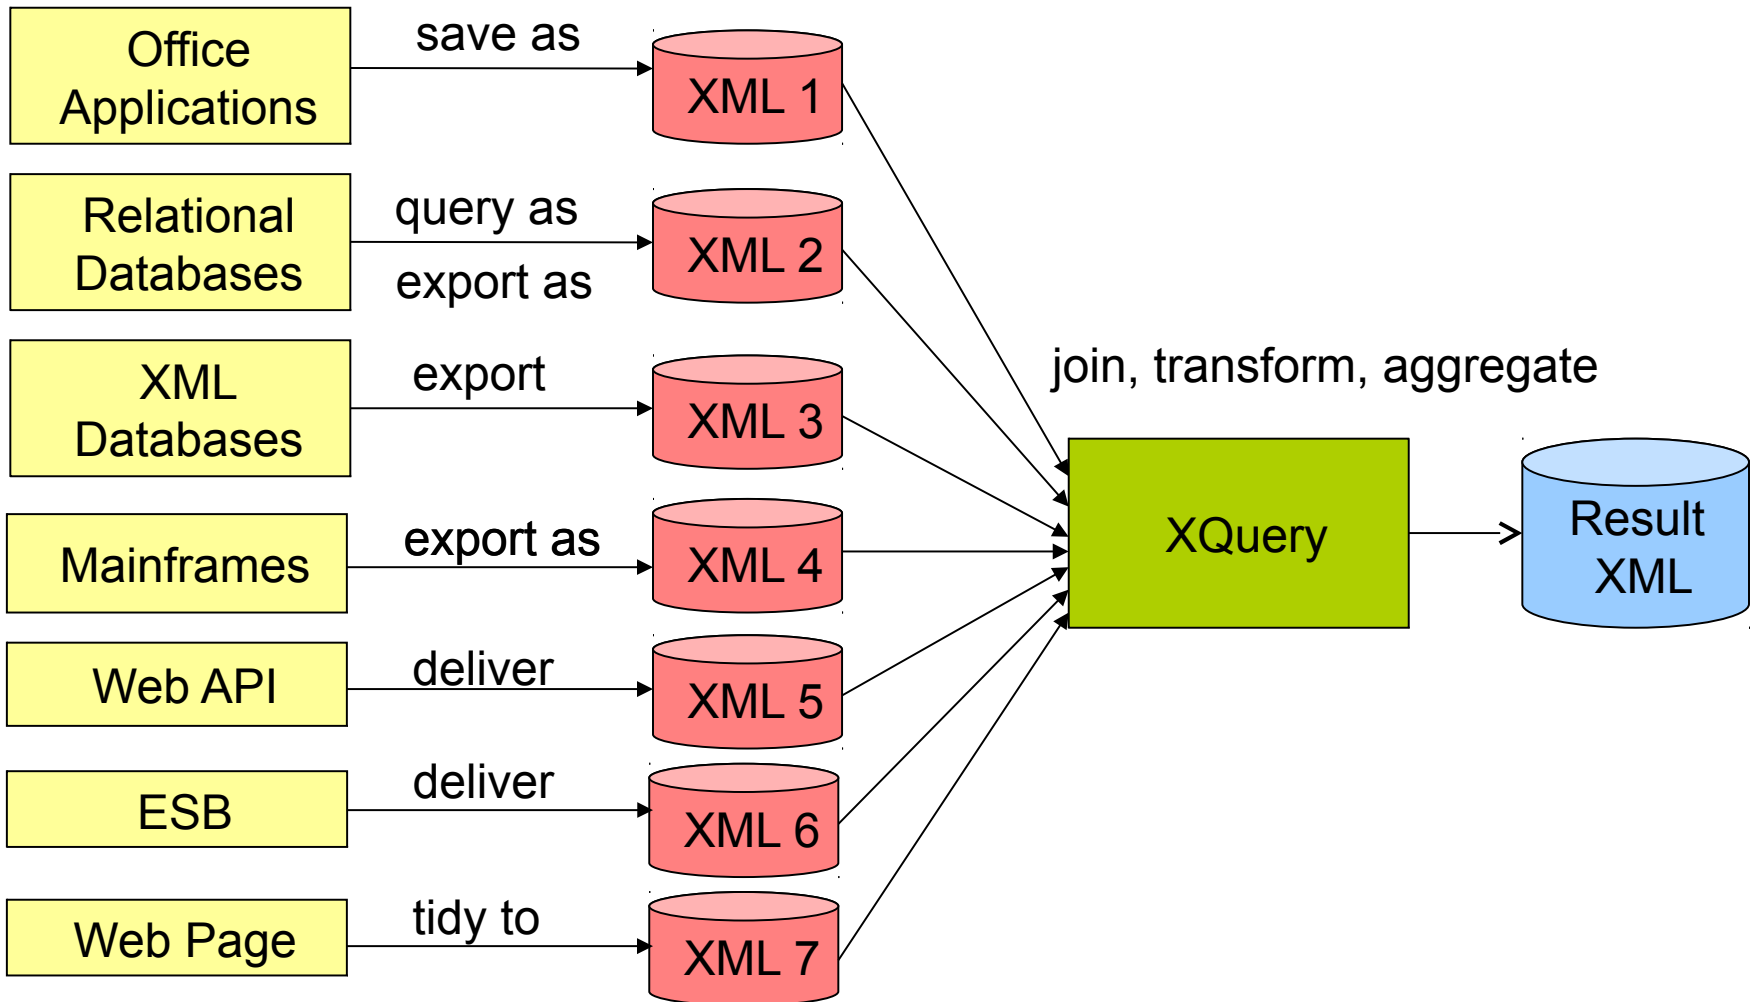 Office
Applications
save as
XML 1
Relational
Databases
query as
export as
XML 2
XML
Databases
export
XML 3
join, transform, aggregate
Mainframes
export as
XML 4
XQuery
Result
XML
Web API
deliver
XML 5
ESB
deliver
XML 6
Web Page
tidy to
XML 7